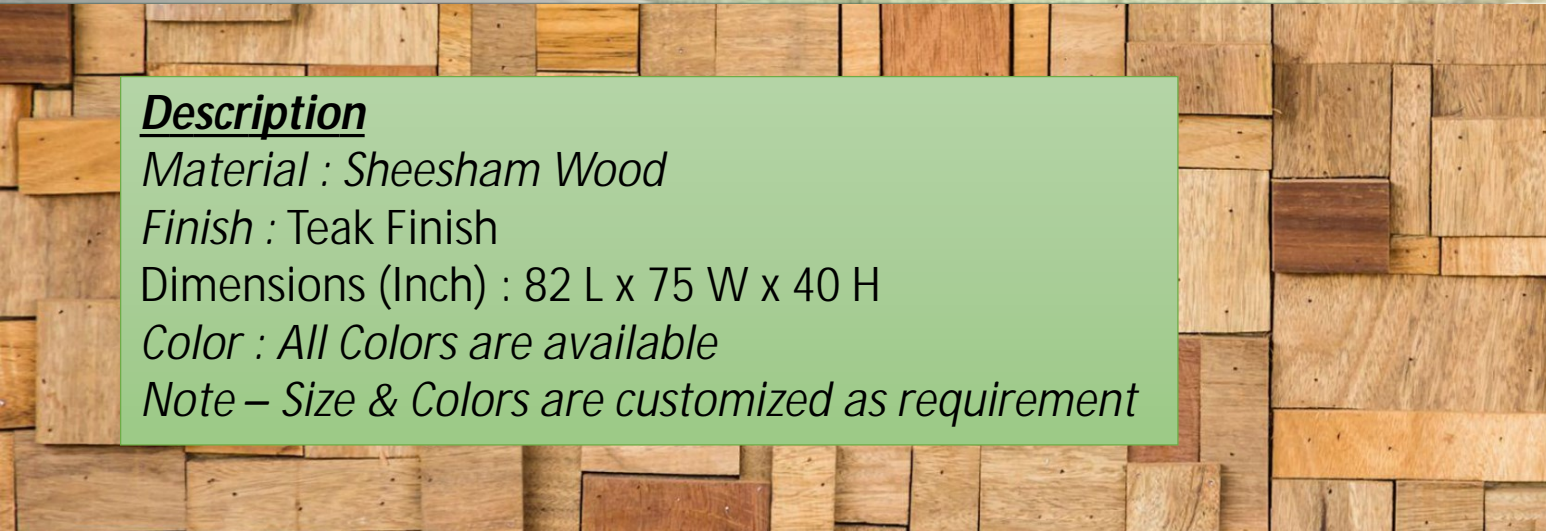 Description
Material : Sheesham Wood
Finish : Teak Finish
Dimensions (Inch) : 82 L x 75 W x 40 H
Color : All Colors are available
Note – Size & Colors are customized as requirement